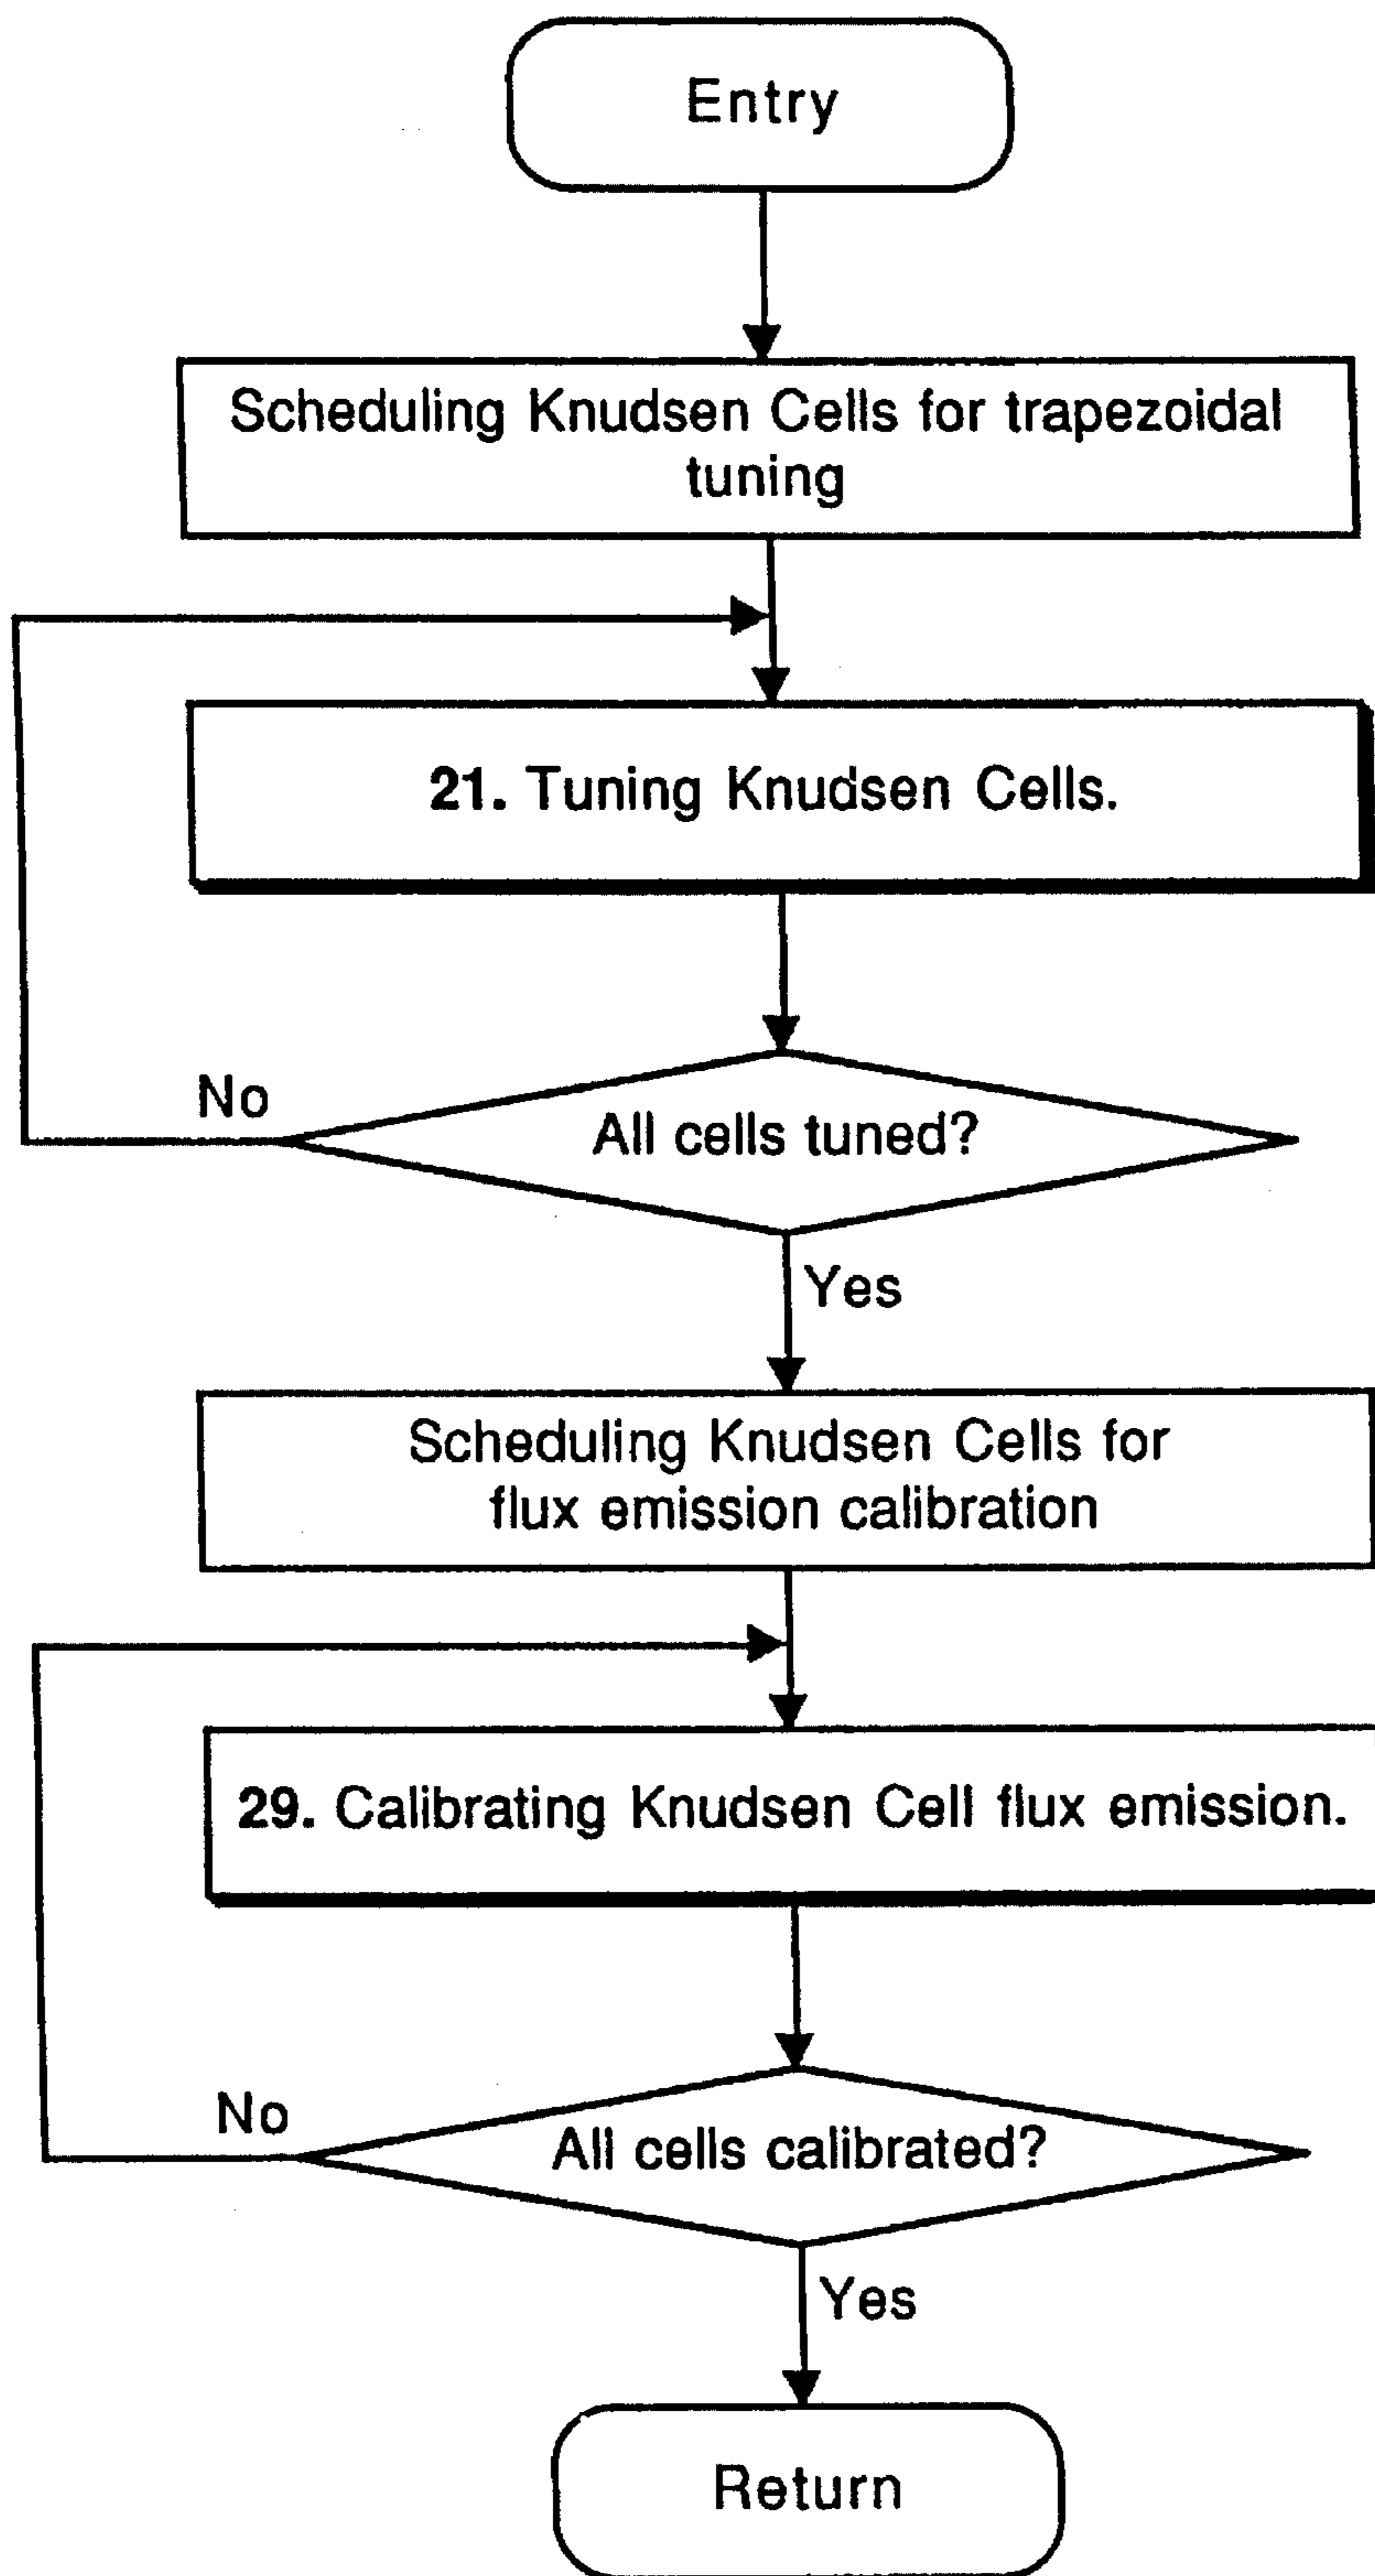 Entry
Scheduling Knudsen Cells for trapezoidal
tuning
21. Tuning Knudsen Cells.
No
All cells tuned?
Yes
Scheduling Knudsen Cells for
flux emission calibration
29. Calibrating Knudsen Cell flux emission.
No
All cells calibrated?
Yes
Return